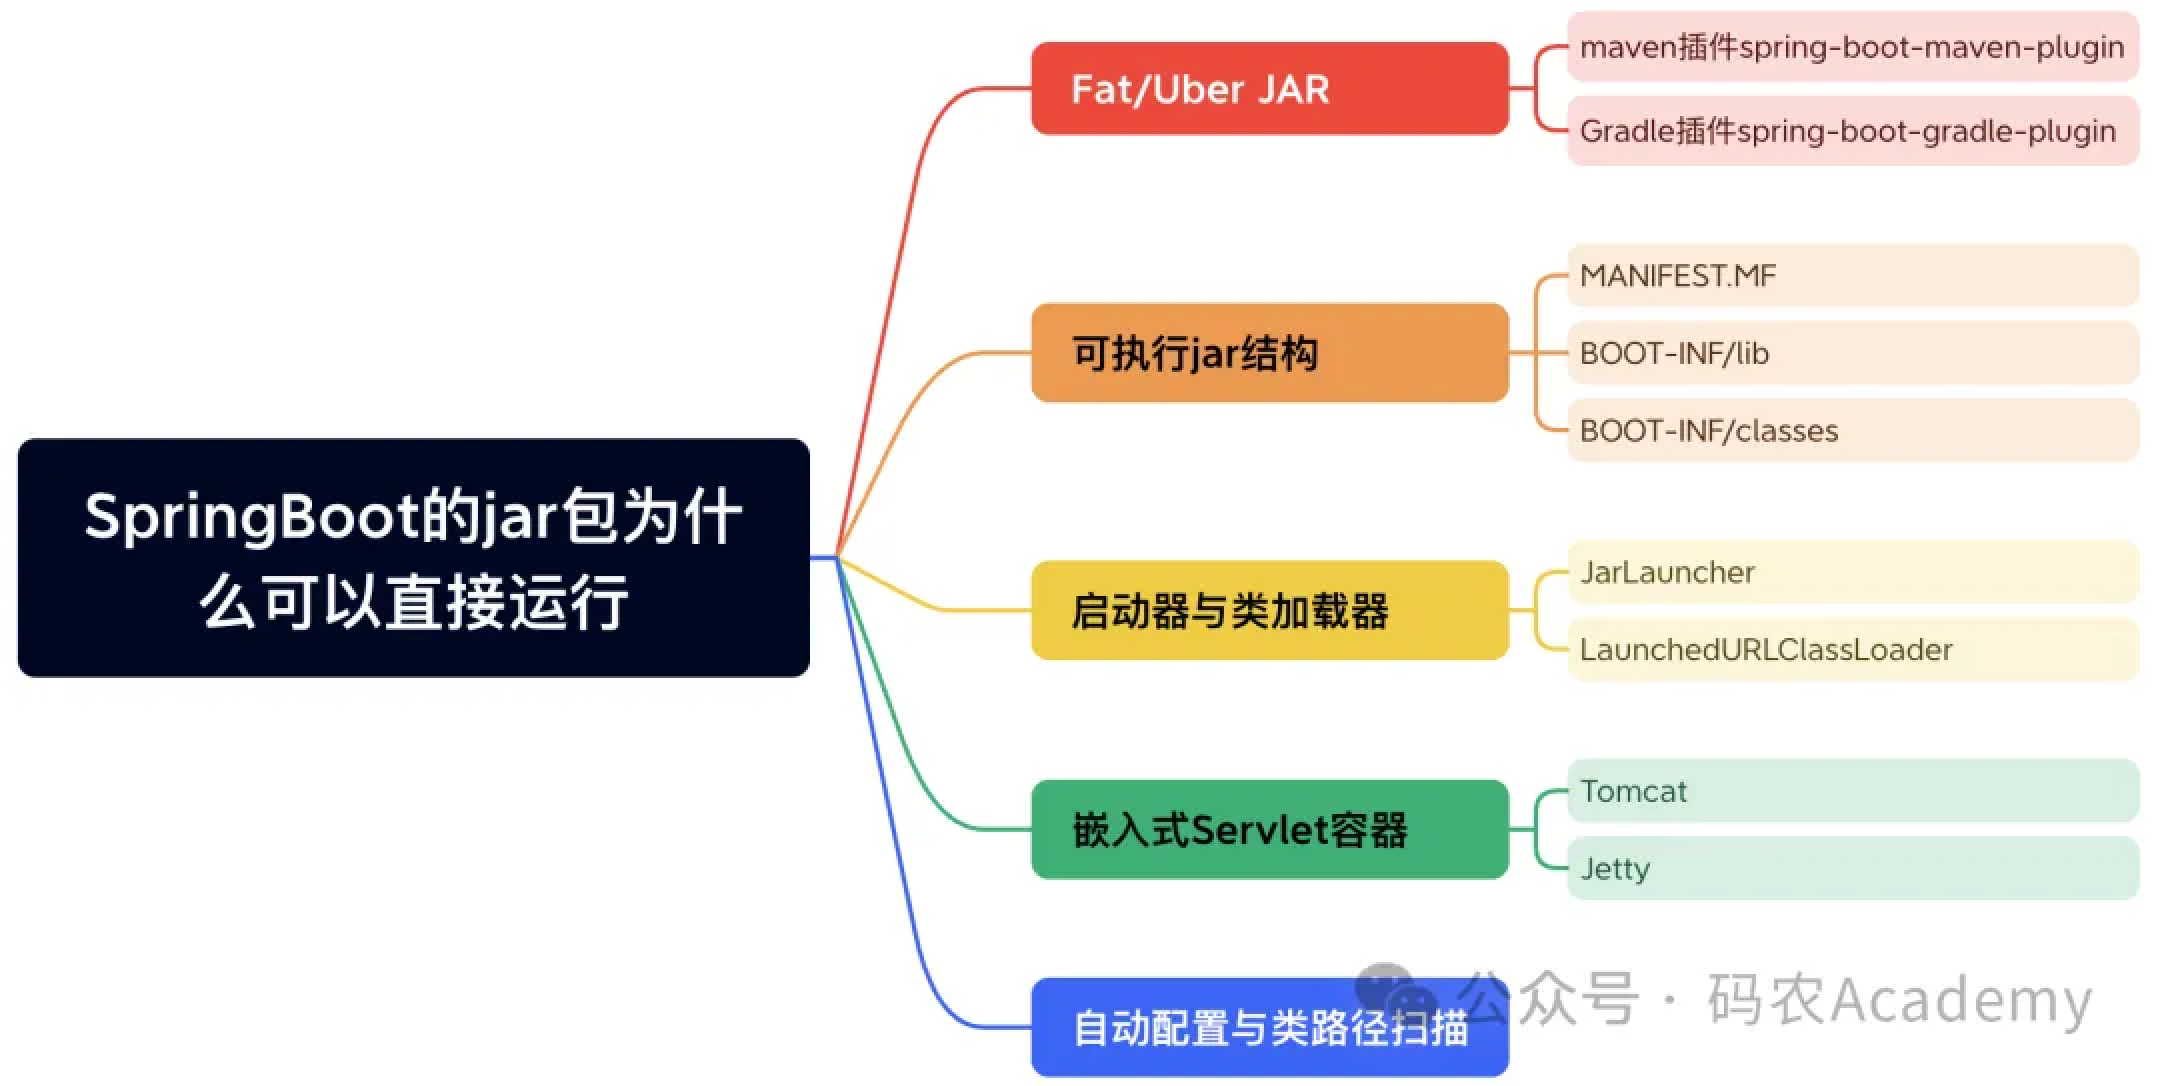 SpringBoot的jar包为什
么可以直接运行
Fat/Uber JAR
maven插件spring-boot-maven-plugin
Gradle插件spring-boot-gradle-plugin
可执行jar结构
MANIFEST.MF
BOOT-INF/lib
BOOT-INF/classes
启动器与类加载器
JarLauncher
LaunchedURLClassLoader
嵌入式Servlet容器
Tomcat
Jetty
自动配置与类路径扫描
公众号 · 码农Academy